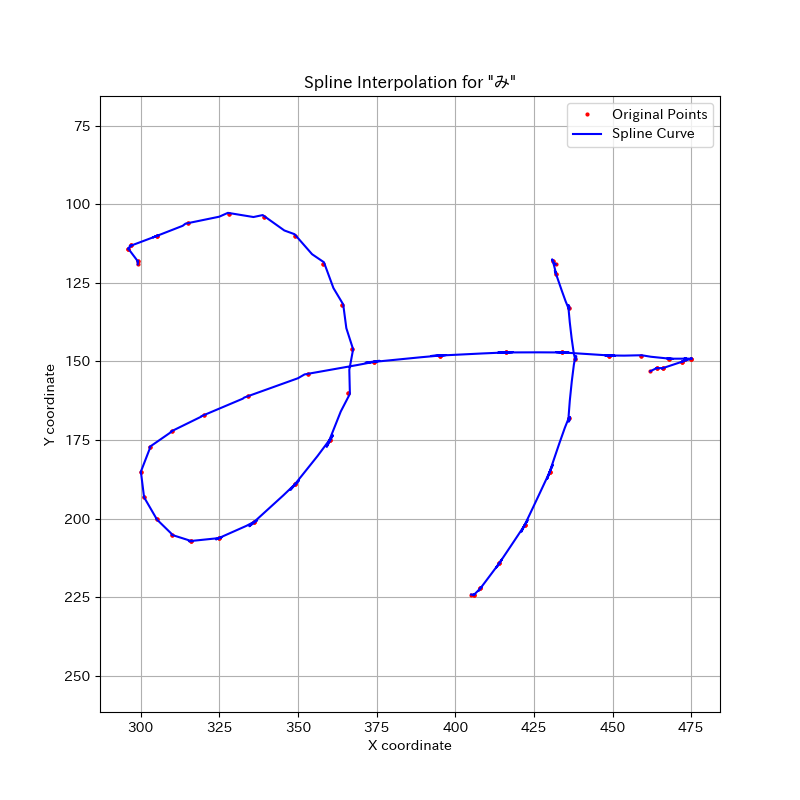 Spline Interpolation for "み"
Original Points
Spline Curve
75
100
125
150
175
200
225
250
Y coordinate
み
300 325 350 375 400 425 450 475
X coordinate